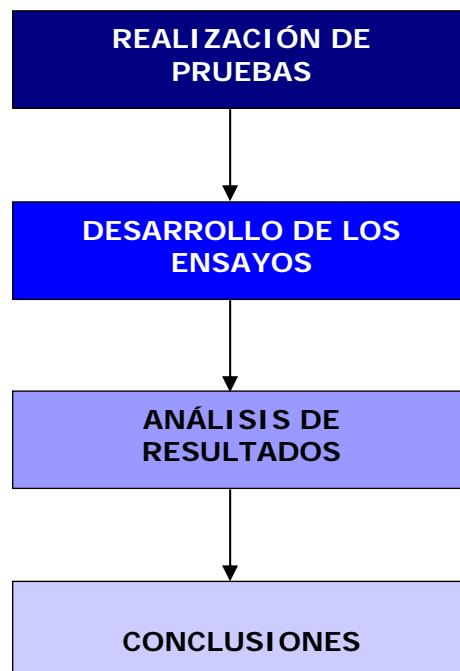 REALIZACIÓN DE
PRUEBAS
DESARROLLO DE LOS
ENSAYOS
ANÁLISIS DE
RESULTADOS
CONCLUSIONES